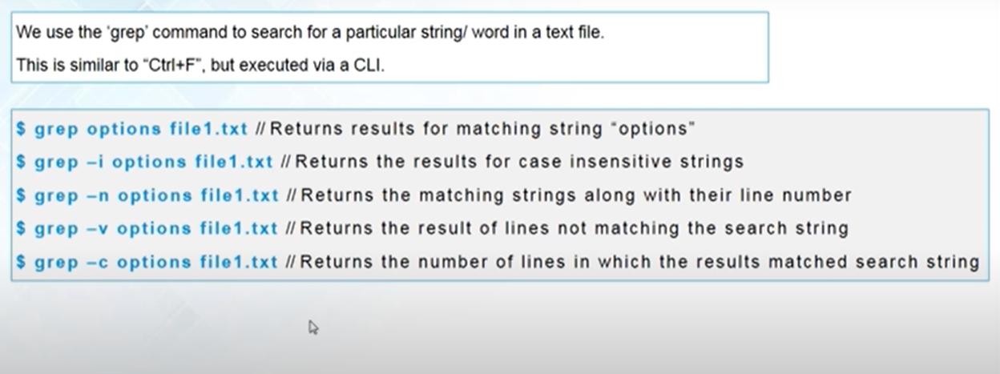 We use the 'grep' command to search for a particular string/ word in a text file.
This is similar to "Ctrl+F", but executed via a CLI.
$ grep options file1.txt // Returns results for matching string "options"
$ grep –i options file1.txt // Returns the results for case insensitive strings
$ grep –n options file1.txt // Returns the matching strings along with their line number
$ grep –v options file1.txt // Returns the result of lines not matching the search string
$ grep –c options file1.txt // Returns the number of lines in which the results matched search string